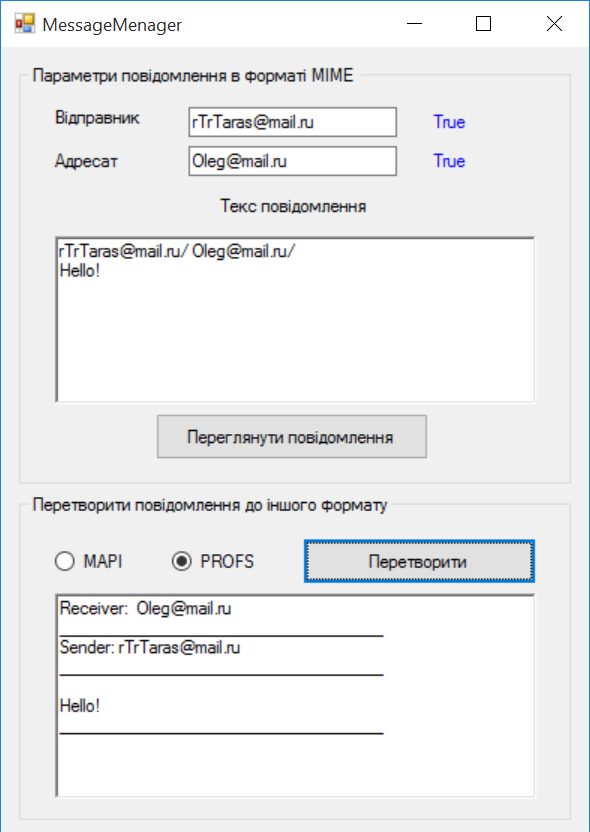 MessageMenager
Параметри повідомлення в форматі MIME
Відправник rTrTaras@mail.ru True
Адресат Oleg@mail.ru True
Текс повідомлення
rTrTaras@mail.ru/ Oleg@mail.ru/
Hello!
Переглянути повідомлення
Перетворити повідомлення до іншого формату
MAPI PROFS Перетворити
Receiver: Oleg@mail.ru
Sender: rTrTaras@mail.ru
Hello!